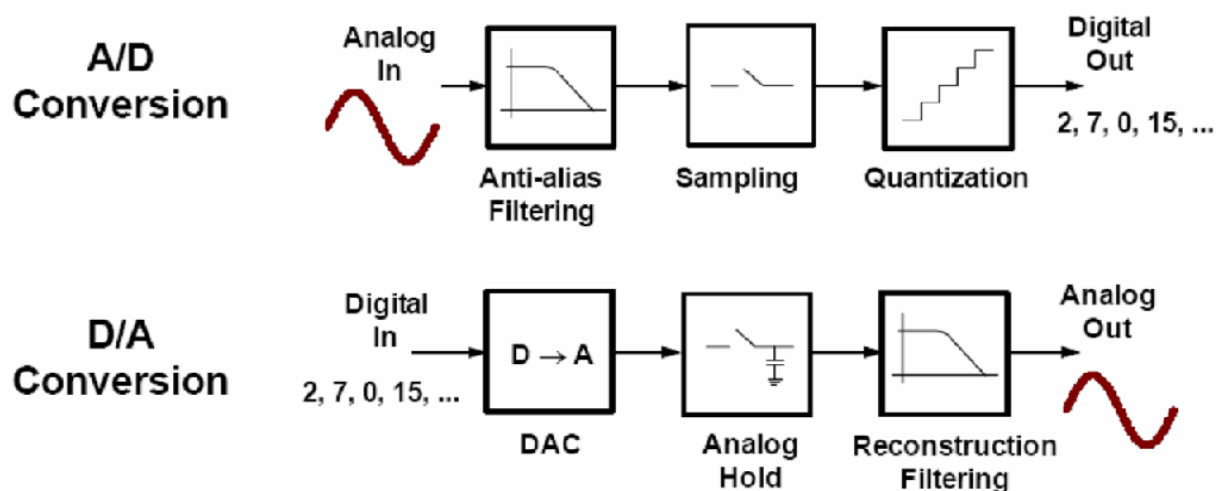 A/D
Conversion
Analog
In
Anti-alias
Filtering
Sampling
Quantization
Digital
Out
2, 7, 0, 15, ...
D/A
Conversion
Digital
In
2, 7, 0, 15, ...
D → A
DAC
Analog
Hold
Reconstruction
Filtering
Analog
Out